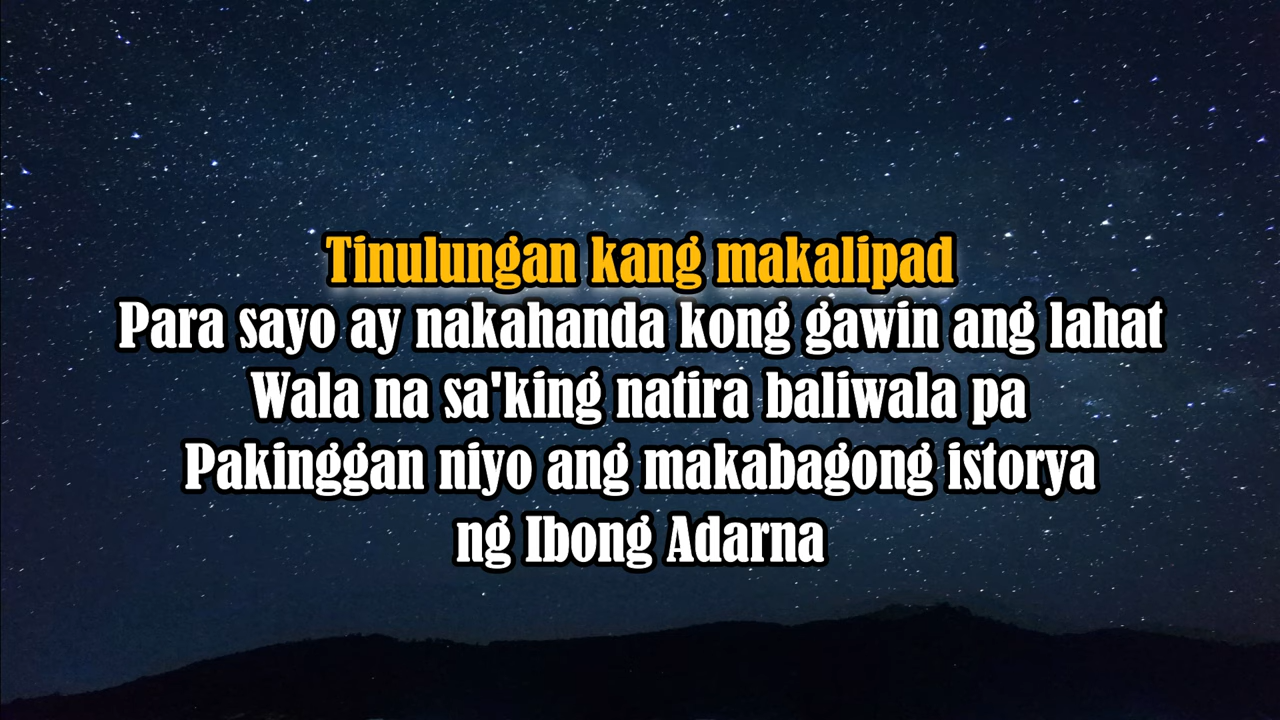 Tinulungan kang makalipad
Para sayo ay nakahanda kong gawin ang lahat
Wala na sa'king natira baliwala pa
Pakinggan niyo ang makabagong istorya
ng Ibong Adarna